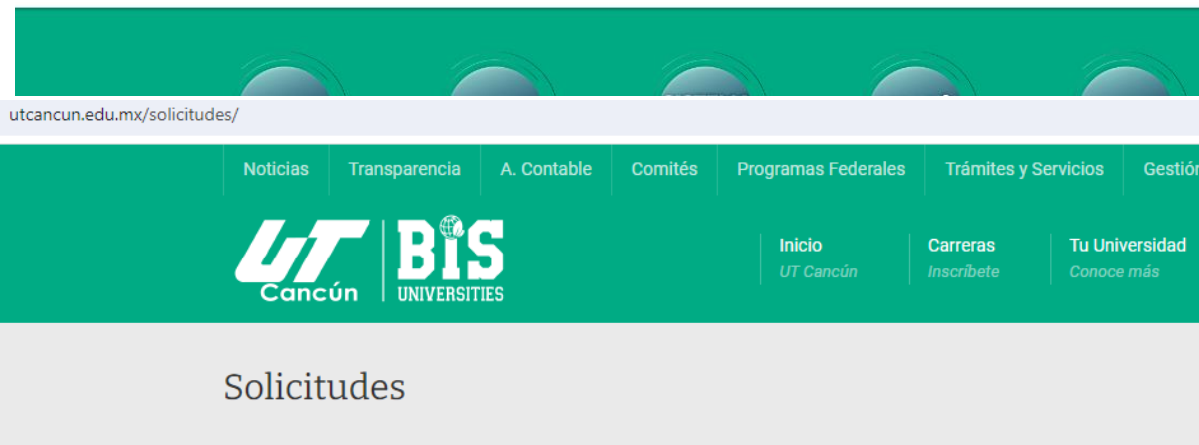 utcancun.edu.mx/solicitudes/
Noticias Transparencia A. Contable Comités Programas Federales Trámites y Servicios Gestión
UT BIS
Cancún UNIVERSITIES
Inicio Carreras Tu Universidad
UT Cancún Inscríbete Conoce más
Solicitudes